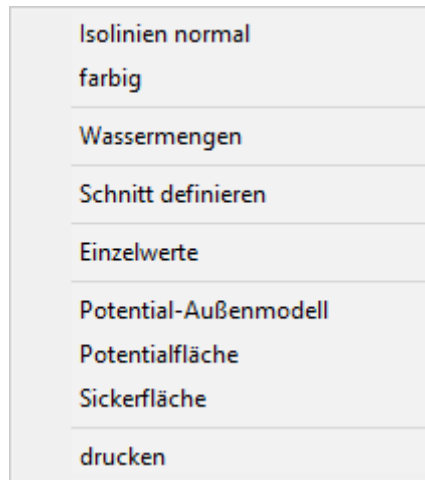 Isolinien normal
farbig
Wassermengen
Schnitt definieren
Einzelwerte
Potential-Außenmodell
Potentialfläche
Sickerfläche
drucken